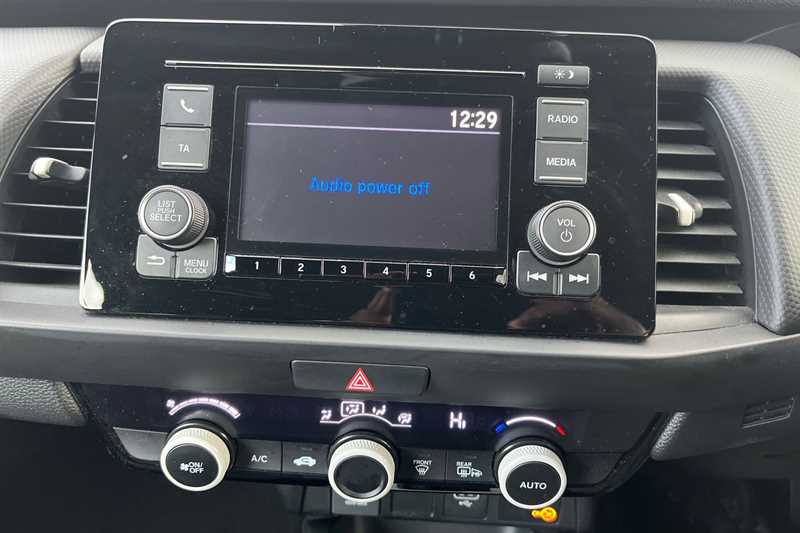 12:29
RADIO
TA
MEDIA
Audio power off
LIST
PUSH
SELECT
VOL
MENU
CLOCK
1 2 3 4 5 6
Hi
ON/
OFF
A/C
FRONT
REAR
AUTO